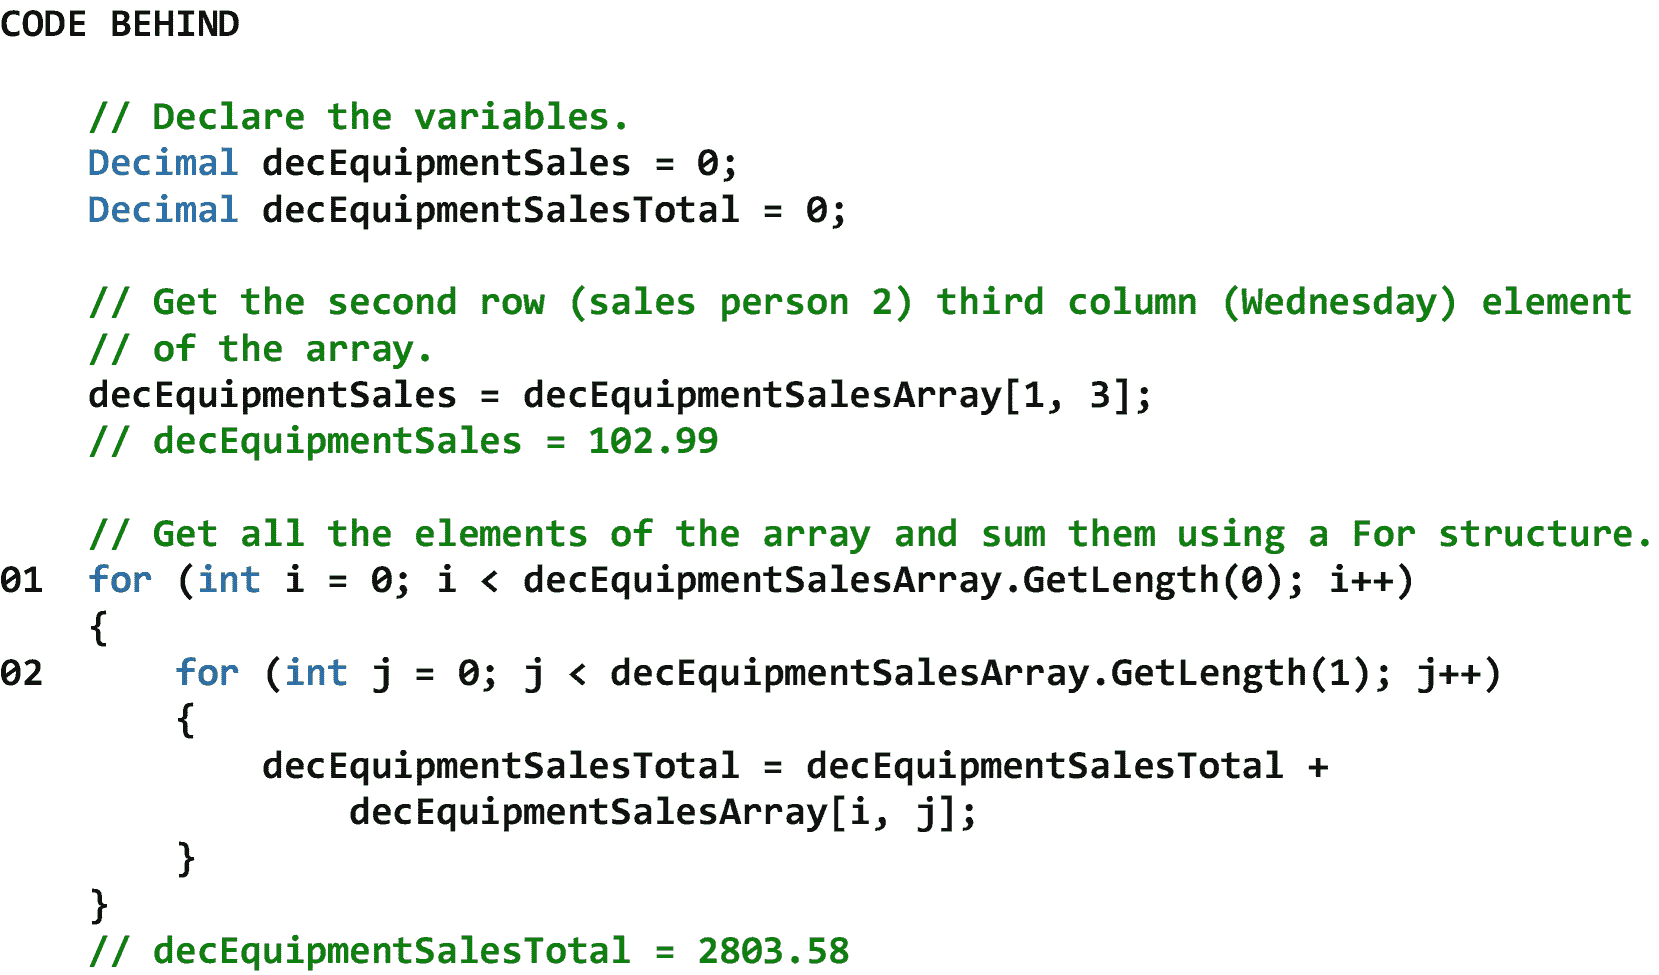 CODE BEHIND
// Declare the variables.
Decimal decEquipmentSales = 0;
Decimal decEquipmentSalesTotal = 0;
// Get the second row (sales person 2) third column (Wednesday) element
// of the array.
decEquipmentSales = decEquipmentSalesArray[1, 3];
// decEquipmentSales = 102.99
// Get all the elements of the array and sum them using a For structure.
01 for (int i = 0; i < decEquipmentSalesArray.GetLength(0); i++)
{
02 for (int j = 0; j < decEquipmentSalesArray.GetLength(1); j++)
{
decEquipmentSalesTotal = decEquipmentSalesTotal +
decEquipmentSalesArray[i, j];
}
}
// decEquipmentSalesTotal = 2803.58